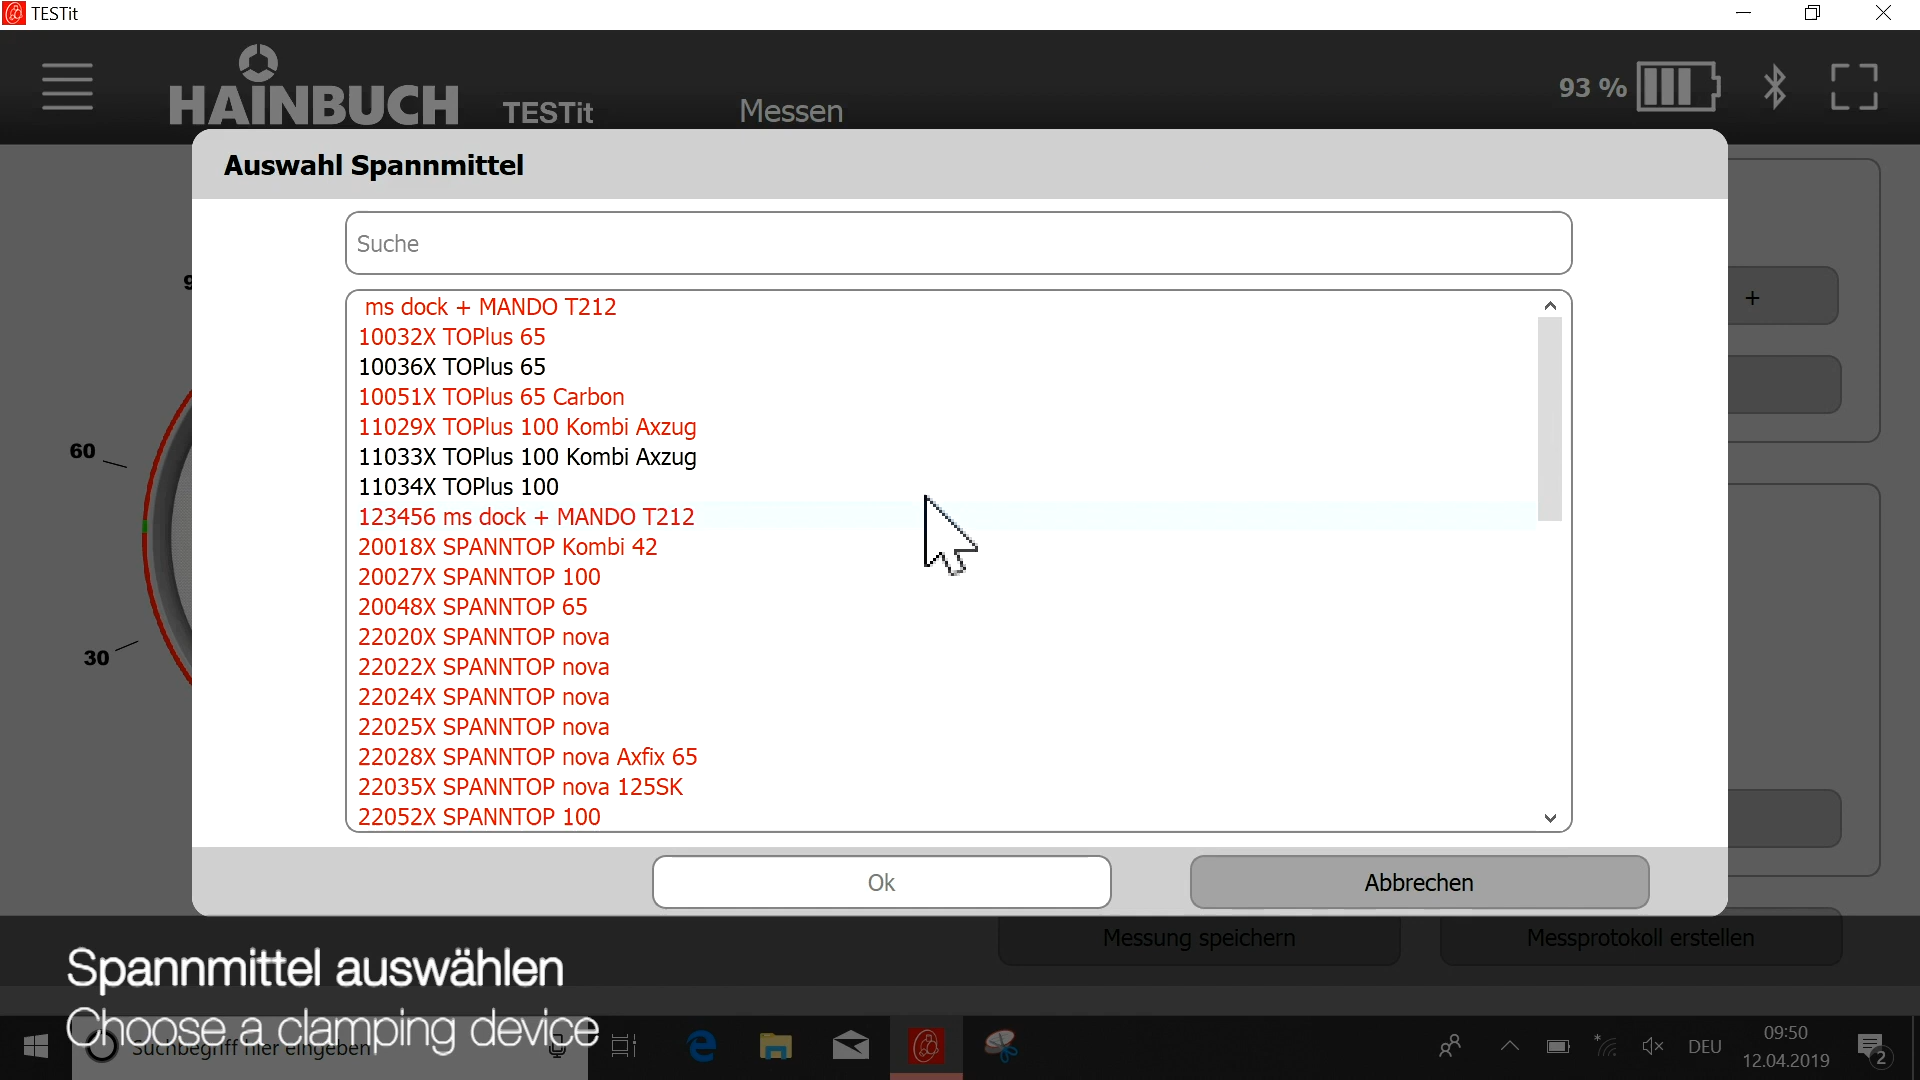 TESTit
HAINBUCH
TESTit
Messen
93 %
Auswahl Spannmittel
Suche
ms dock + MANDO T212
10032X TOPlus 65
10036X TOPlus 65
10051X TOPlus 65 Carbon
11029X TOPlus 100 Kombi Axzug
11033X TOPlus 100 Kombi Axzug
11034X TOPlus 100
123456 ms dock + MANDO T212
20018X SPANNTOP Kombi 42
20027X SPANNTOP 100
20048X SPANNTOP 65
22020X SPANNTOP nova
22022X SPANNTOP nova
22024X SPANNTOP nova
22025X SPANNTOP nova
22028X SPANNTOP nova Axfix 65
22035X SPANNTOP nova 125SK
22052X SPANNTOP 100
60
30
+
Ok
Abbrechen
Messung speichern
Messprotokoll erstellen
Spannmittel auswählen
Choose a clamping device
Suchbegriff hier eingeben
DEU
09:50
12.04.2019
2